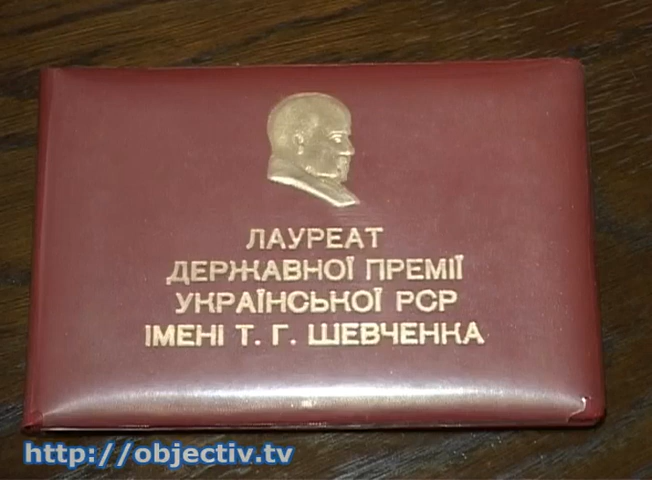 ЛАУРЕАТ
ДЕРЖАВНОЇ ПРЕМІЇ
УКРАЇНСЬКОЇ РСР
ІМЕНІ Т. Г. ШЕВЧЕНКА
http://objectiv.tv